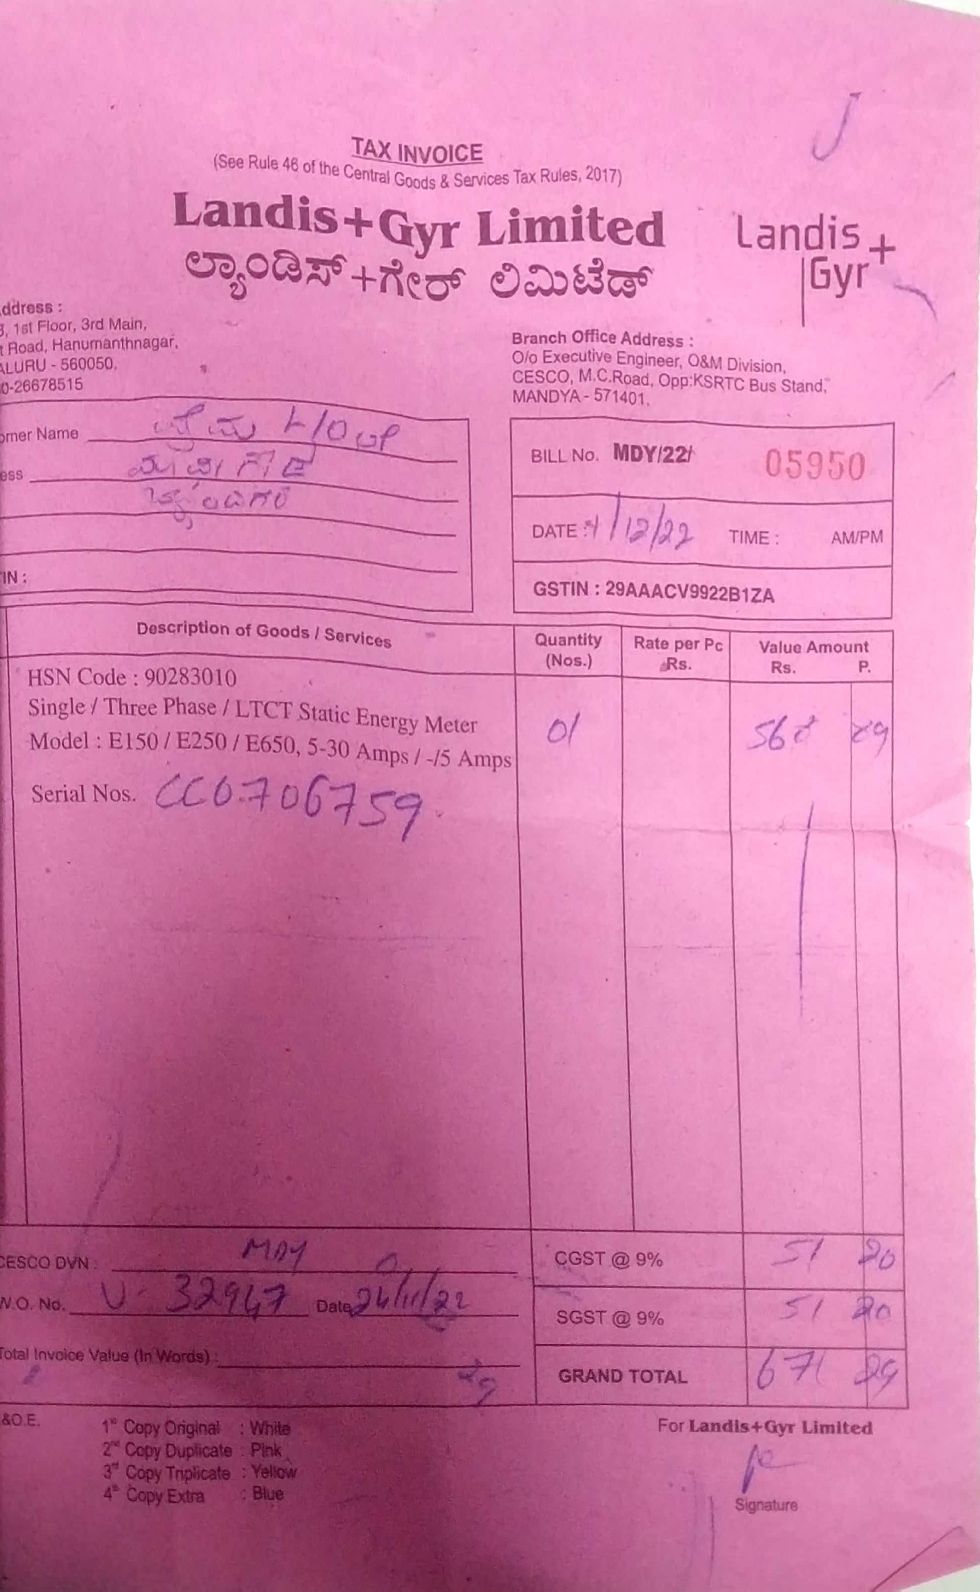 TAX INVOICE
(See Rule 46 of the Central Goods & Services Tax Rules, 2017)
Landis+Gyr Limited
ಲ್ಯಾಂಡಿಸ್+ಗೇರ್ ಲಿಮಿಟೆಡ್
Landis+
Gyr
ddress :
3, 1st Floor, 3rd Main,
t Road, Hanumanthnagar,
ALURU - 560050.
0-26678515
Branch Office Address :
O/o Executive Engineer, O&M Division,
CESCO, M.C.Road, Opp:KSRTC Bus Stand,
MANDYA - 571401.
omer Name
ess
IN :
BILL No. MDY/22/ 05950
DATE : /12/22 TIME : AM/PM
GSTIN : 29AAACV9922B1ZA
Description of Goods / Services
Quantity (Nos.)
Rate per Pc Rs.
Value Amount
Rs. P.
HSN Code : 90283010
Single / Three Phase / LTCT Static Energy Meter
Model : E150 / E250 / E650, 5-30 Amps / -/5 Amps
01
Serial Nos. CC0706759
CESCO DVN : MDY
CGST @ 9% 51 20
W.O. No. U 32947 Date 24/11/22
SGST @ 9% 51 20
Total Invoice Value (In Words) :
GRAND TOTAL 671 29
&O.E.
1st Copy Original : White
2nd Copy Duplicate : Pink
3rd Copy Triplicate : Yellow
4th Copy Extra : Blue
For Landis+Gyr Limited
Signature